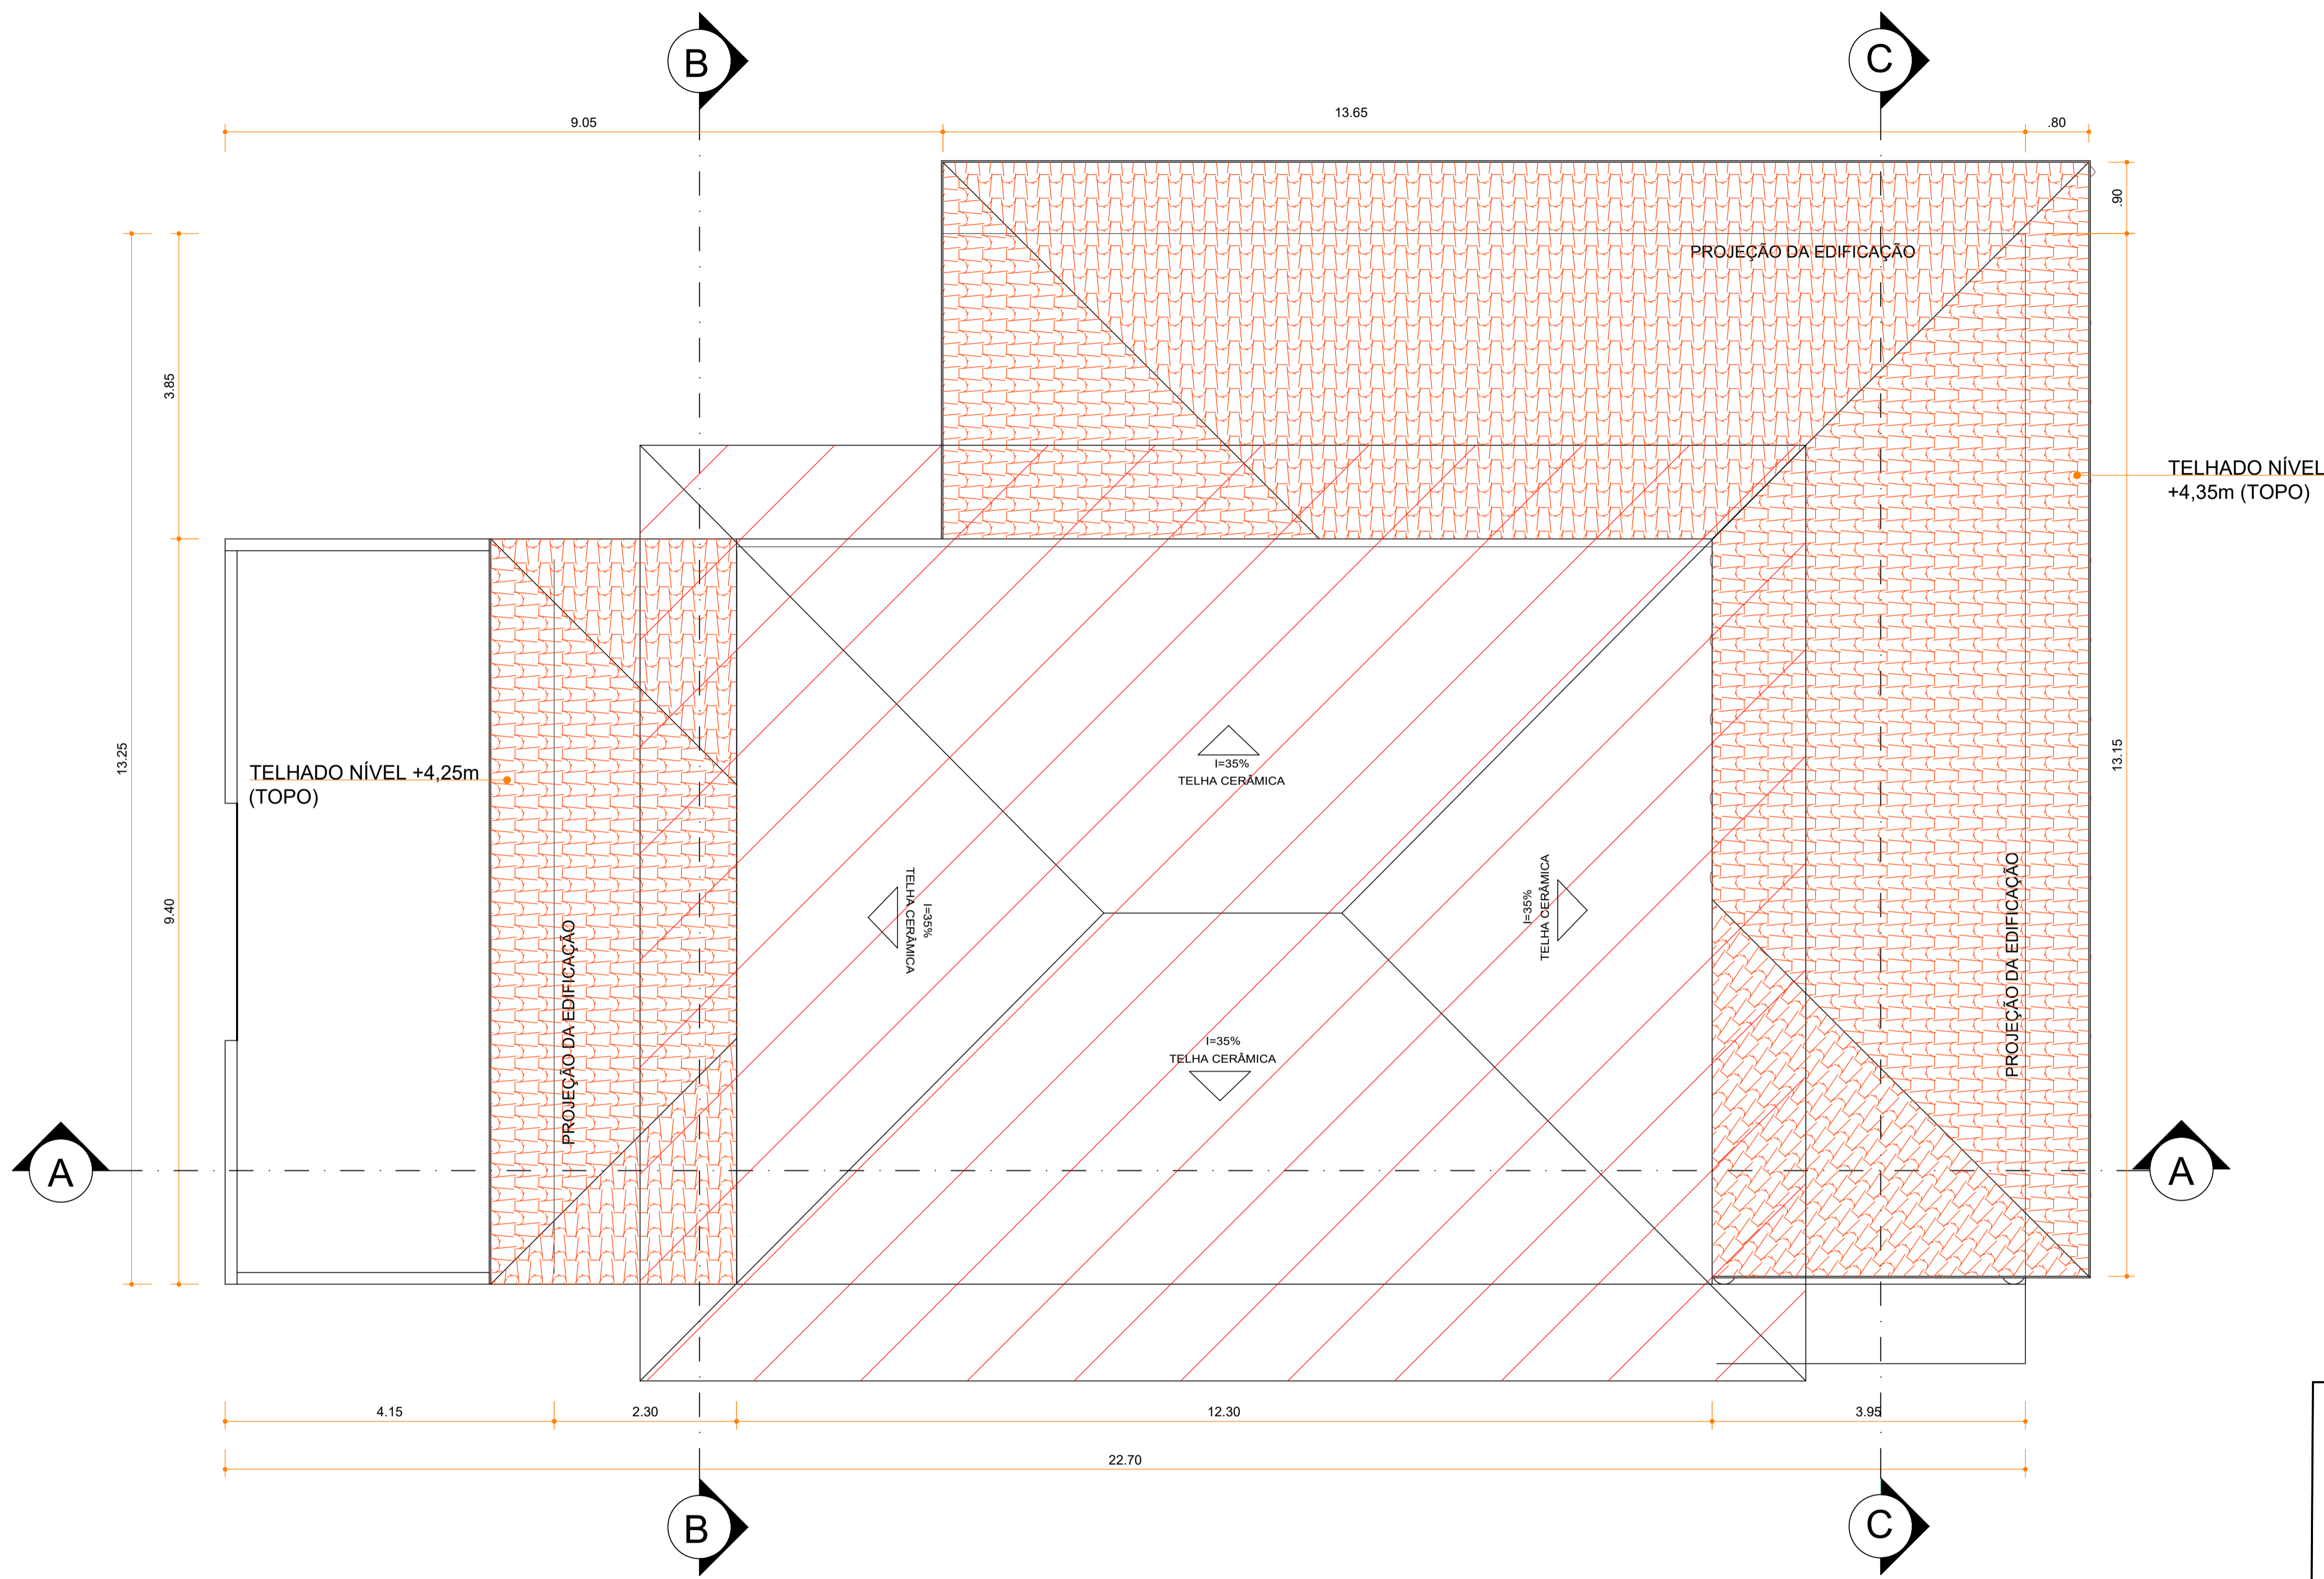 B
C
9.05
13.65
.80
.90
PROJEÇÃO DA EDIFICAÇÃO
3.85
TELHADO NÍVEL
+4,35m (TOPO)
13.25
TELHADO NÍVEL +4,25m
(TOPO)
I=35%
TELHA CERÂMICA
13.15
9.40
PROJEÇÃO DA EDIFICAÇÃO
I=35%
TELHA CERÂMICA
I=35%
TELHA CERÂMICA
PROJEÇÃO DA EDIFICAÇÃO
I=35%
TELHA CERÂMICA
A
A
4.15
2.30
12.30
3.95
22.70
B
C